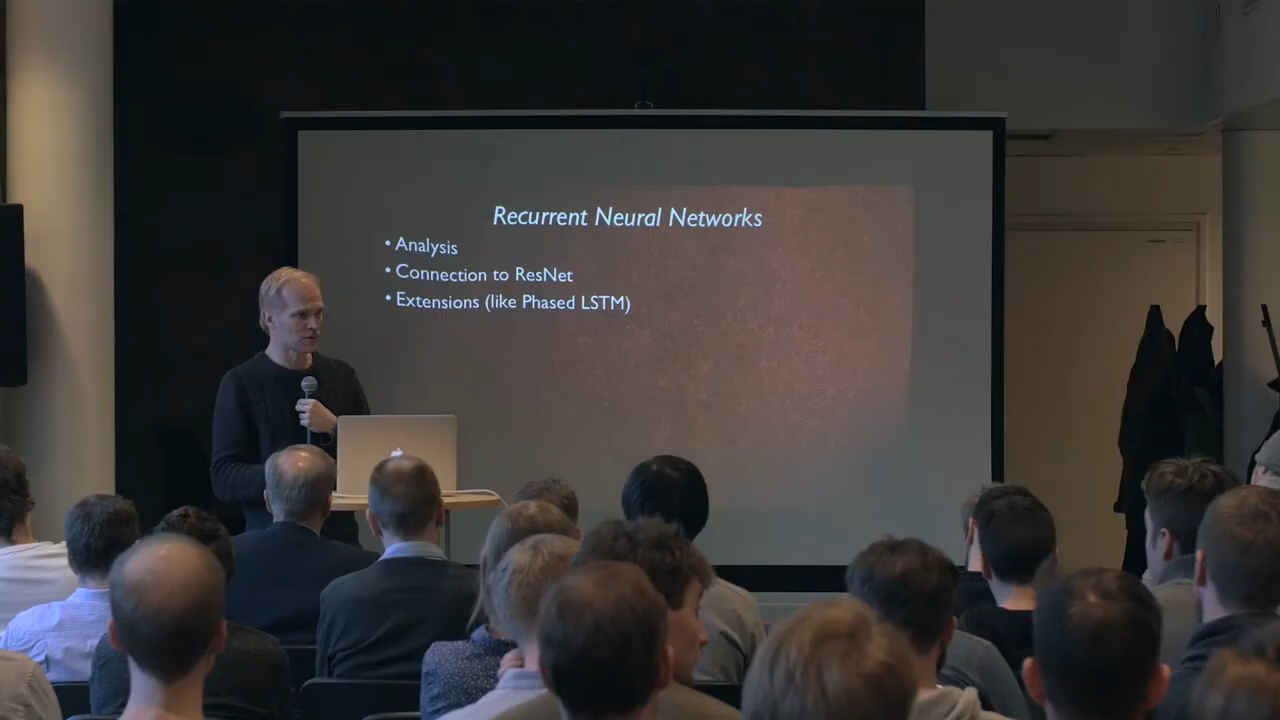 Recurrent Neural Networks
• Analysis
• Connection to ResNet
• Extensions (like Phased LSTM)